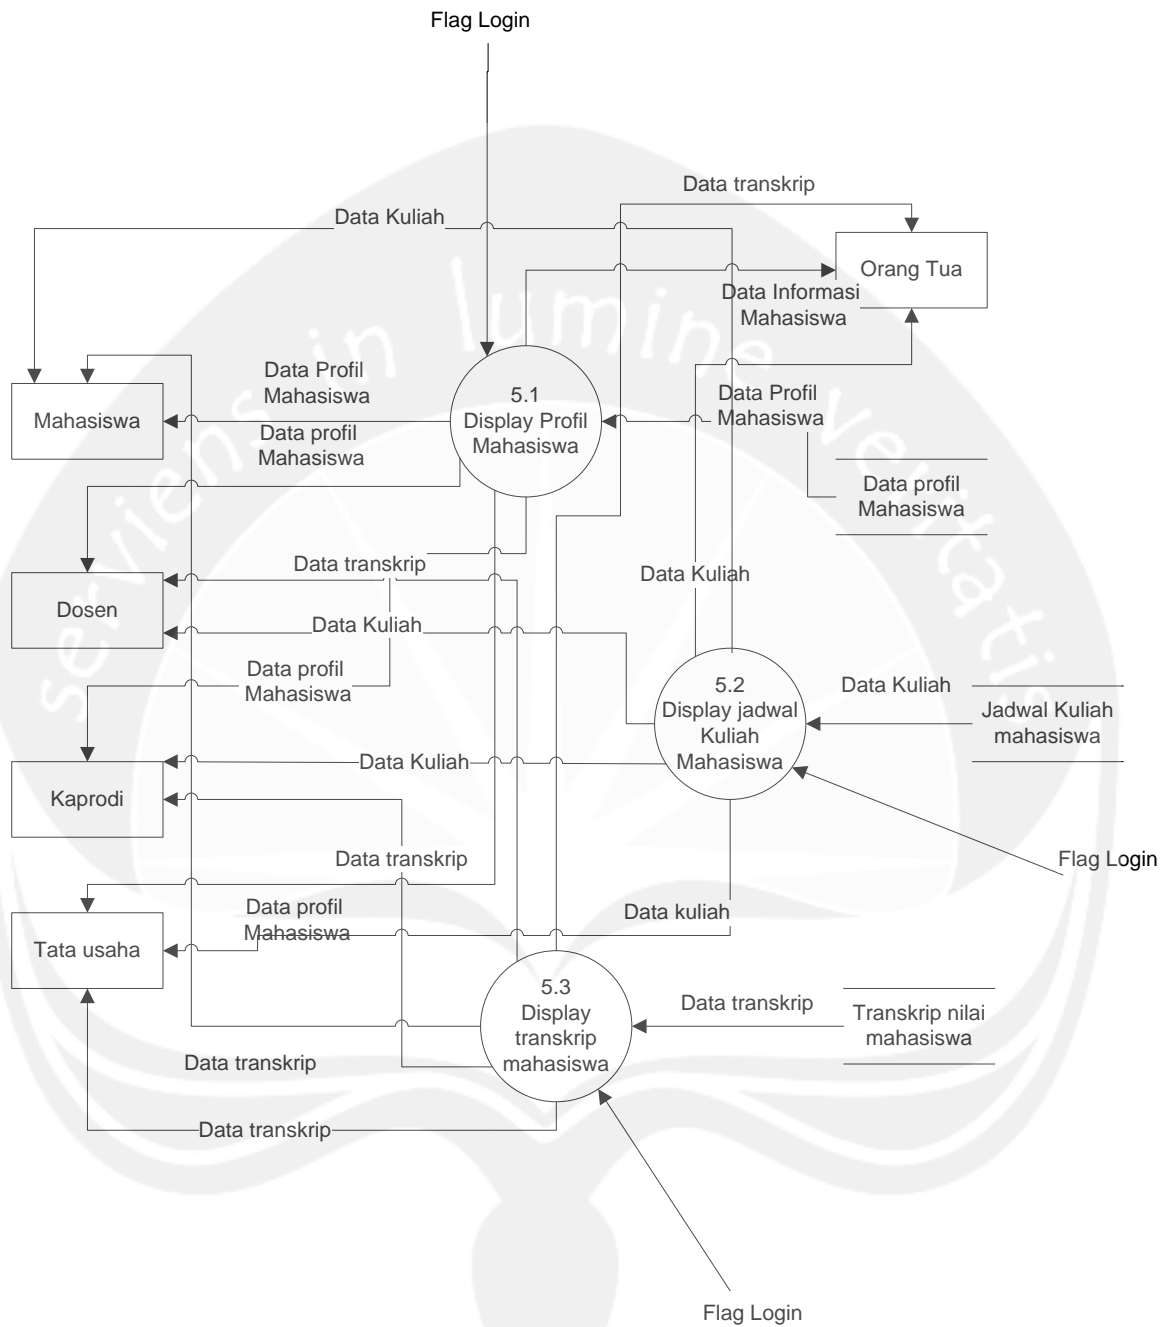 Flag Login
Data transkrip
Data Kuliah
Orang Tua
Data Informasi
Mahasiswa
serviens in lumine veritatis
Data Profil
Mahasiswa
5.1
Display Profil
Mahasiswa
Data Profil
Mahasiswa
Mahasiswa
Data profil
Mahasiswa
Data profil
Mahasiswa
Data transkrip
Data Kuliah
Dosen
Data Kuliah
Data profil
Mahasiswa
5.2
Display jadwal
Kuliah
Mahasiswa
Data Kuliah
Jadwal Kuliah
mahasiswa
Data Kuliah
Kaprodi
Data transkrip
Flag Login
Data profil
Mahasiswa
Data kuliah
Tata usaha
5.3
Display
transkrip
mahasiswa
Data transkrip
Transkrip nilai
mahasiswa
Data transkrip
Data transkrip
Flag Login